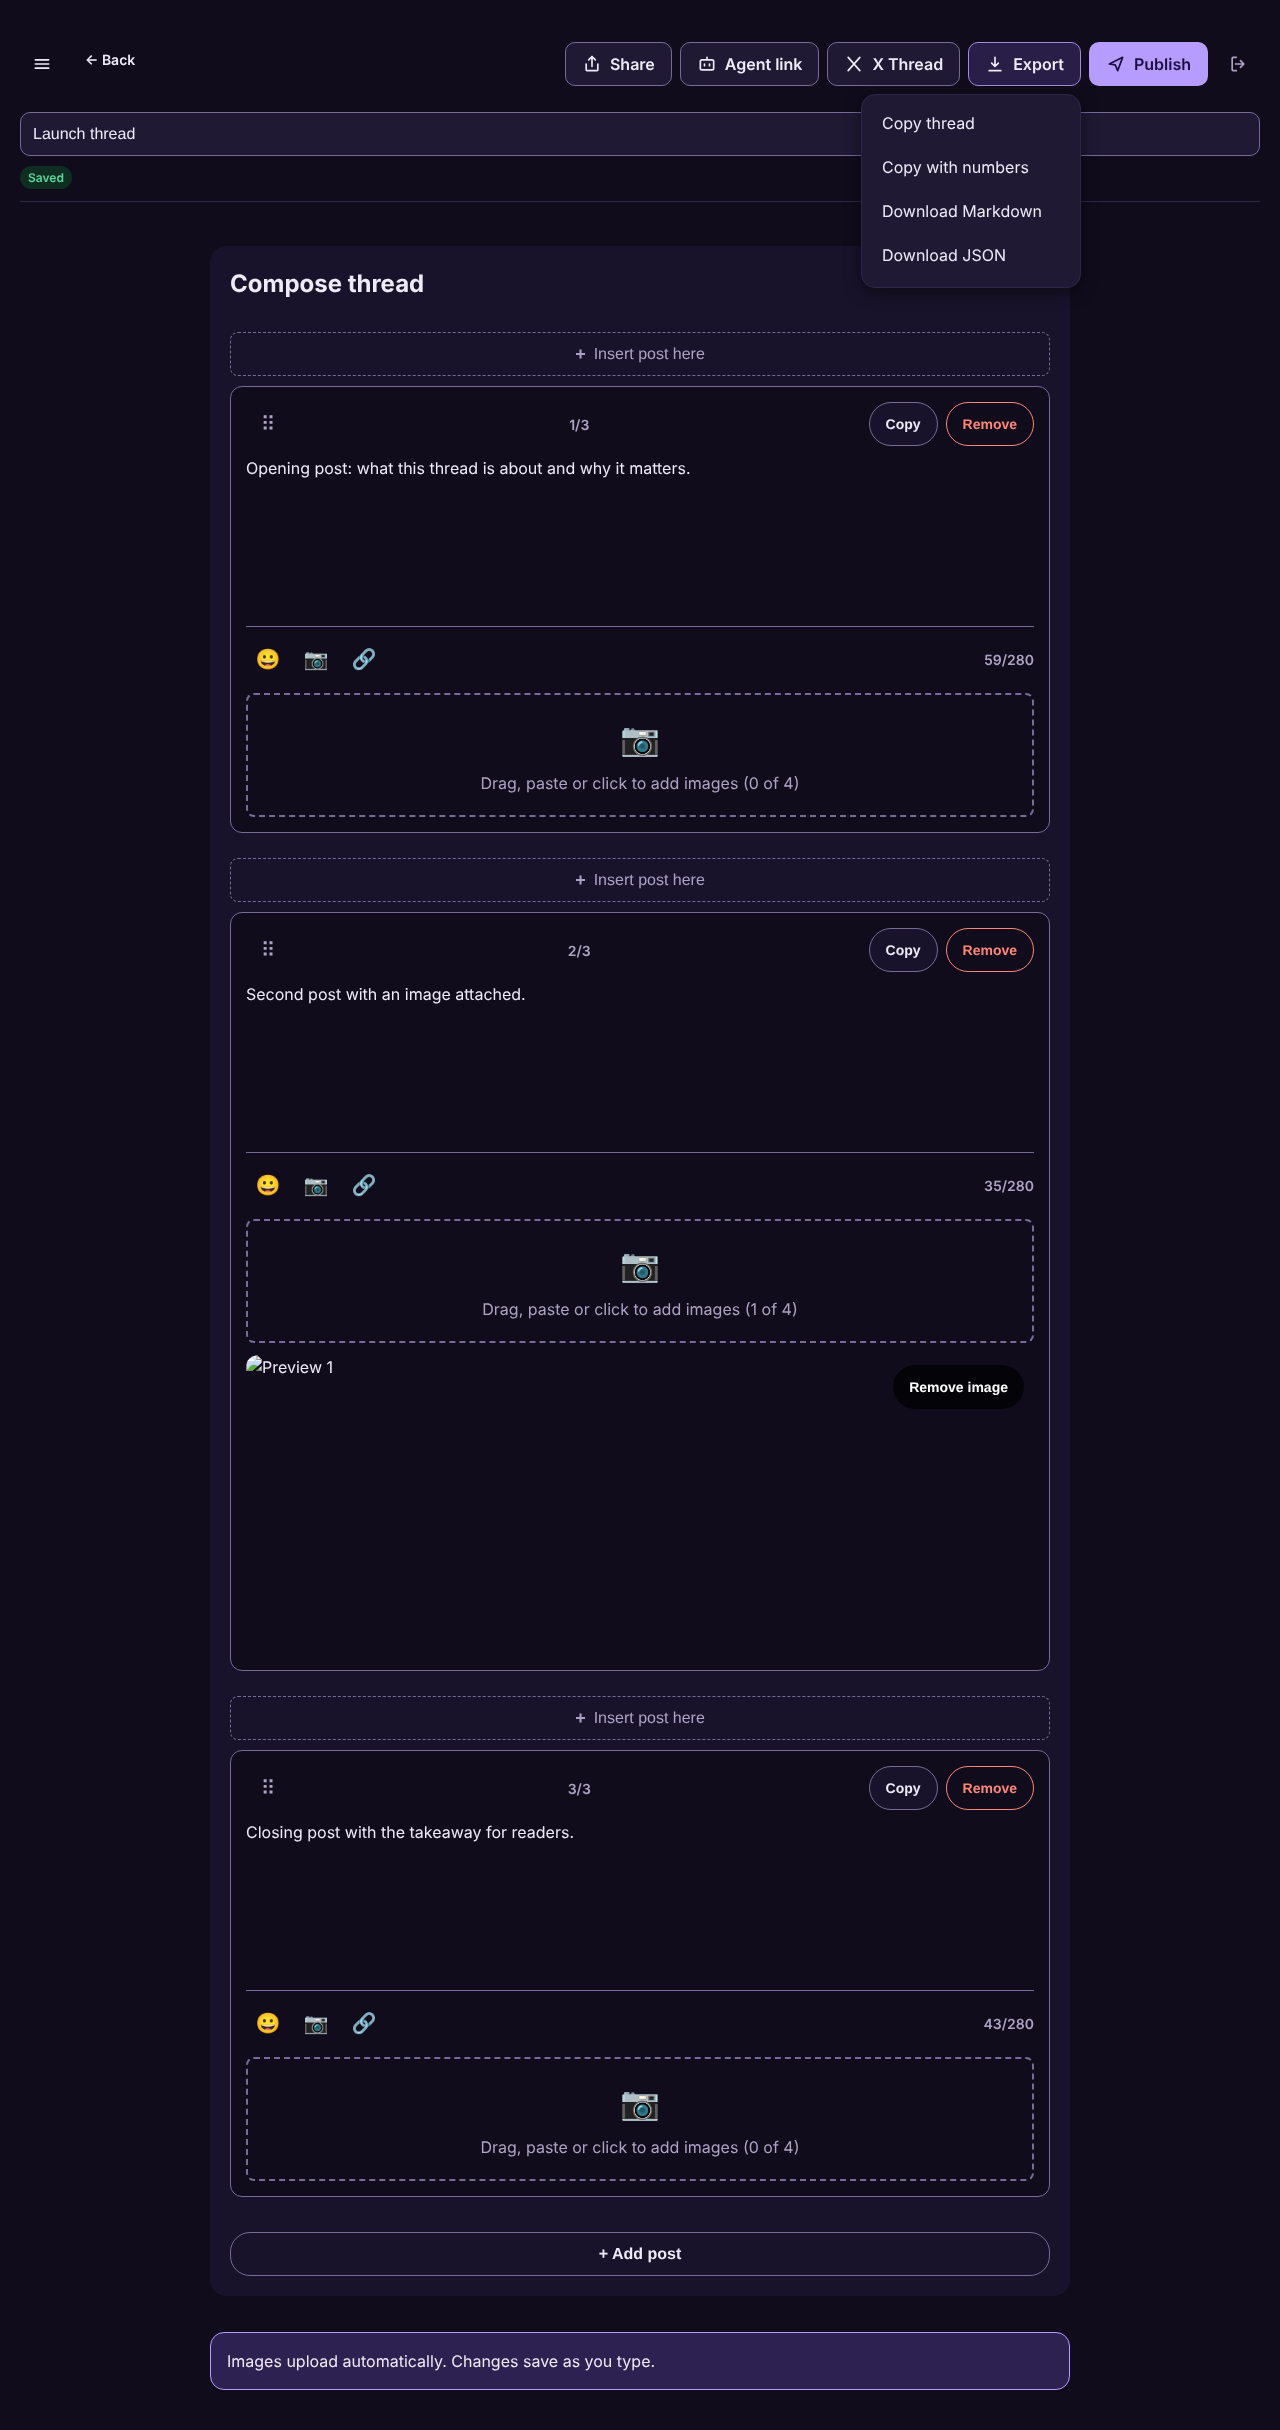 ← Back
Share
Agent link
X Thread
Export
Publish
Launch thread
Copy thread
Copy with numbers
Download Markdown
Download JSON
Saved
Compose thread
+ Insert post here
1/3
Copy
Remove
Opening post: what this thread is about and why it matters.
59/280
Drag, paste or click to add images (0 of 4)
+ Insert post here
2/3
Copy
Remove
Second post with an image attached.
35/280
Drag, paste or click to add images (1 of 4)
Preview 1
Remove image
+ Insert post here
3/3
Copy
Remove
Closing post with the takeaway for readers.
43/280
Drag, paste or click to add images (0 of 4)
+ Add post
Images upload automatically. Changes save as you type.